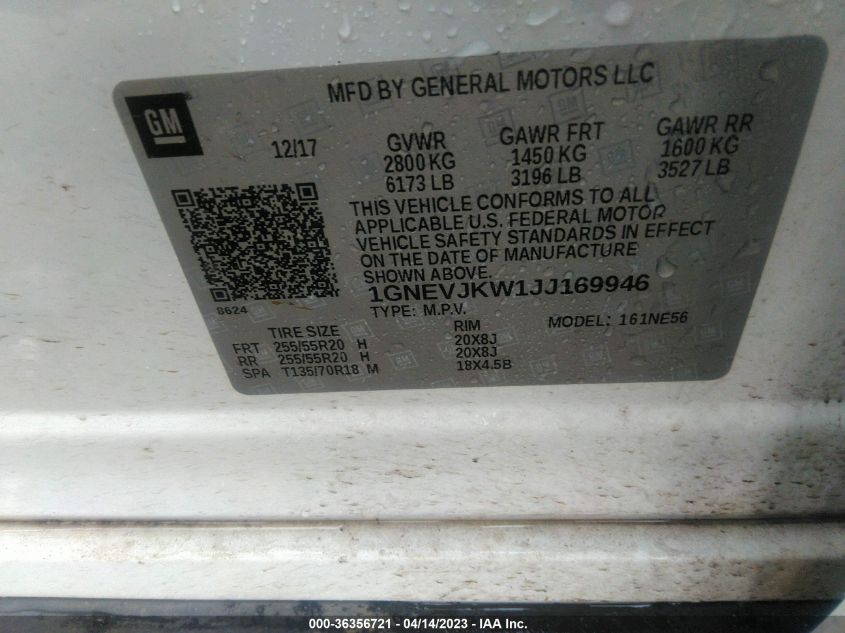 MFD BY GENERAL MOTORS LLC
GM
12/17
GVWR
2800 KG
6173 LB
GAWR FRT
1450 KG
3196 LB
GAWR RR
1600 KG
3527 LB
THIS VEHICLE CONFORMS TO ALL
APPLICABLE U.S. FEDERAL MOTOR
VEHICLE SAFETY STANDARDS IN EFFECT
ON THE DATE OF MANUFACTURE
SHOWN ABOVE.
8624
1GNEVJKW1JJ169946
TYPE: M.P.V.
MODEL: 161NE56
TIRE SIZE
RIM
FRT 255/55R20 H 20X8J
RR 255/55R20 H 20X8J
SPA T135/70R18 M 18X4.5B
000-36356721 - 04/14/2023 - IAA Inc.